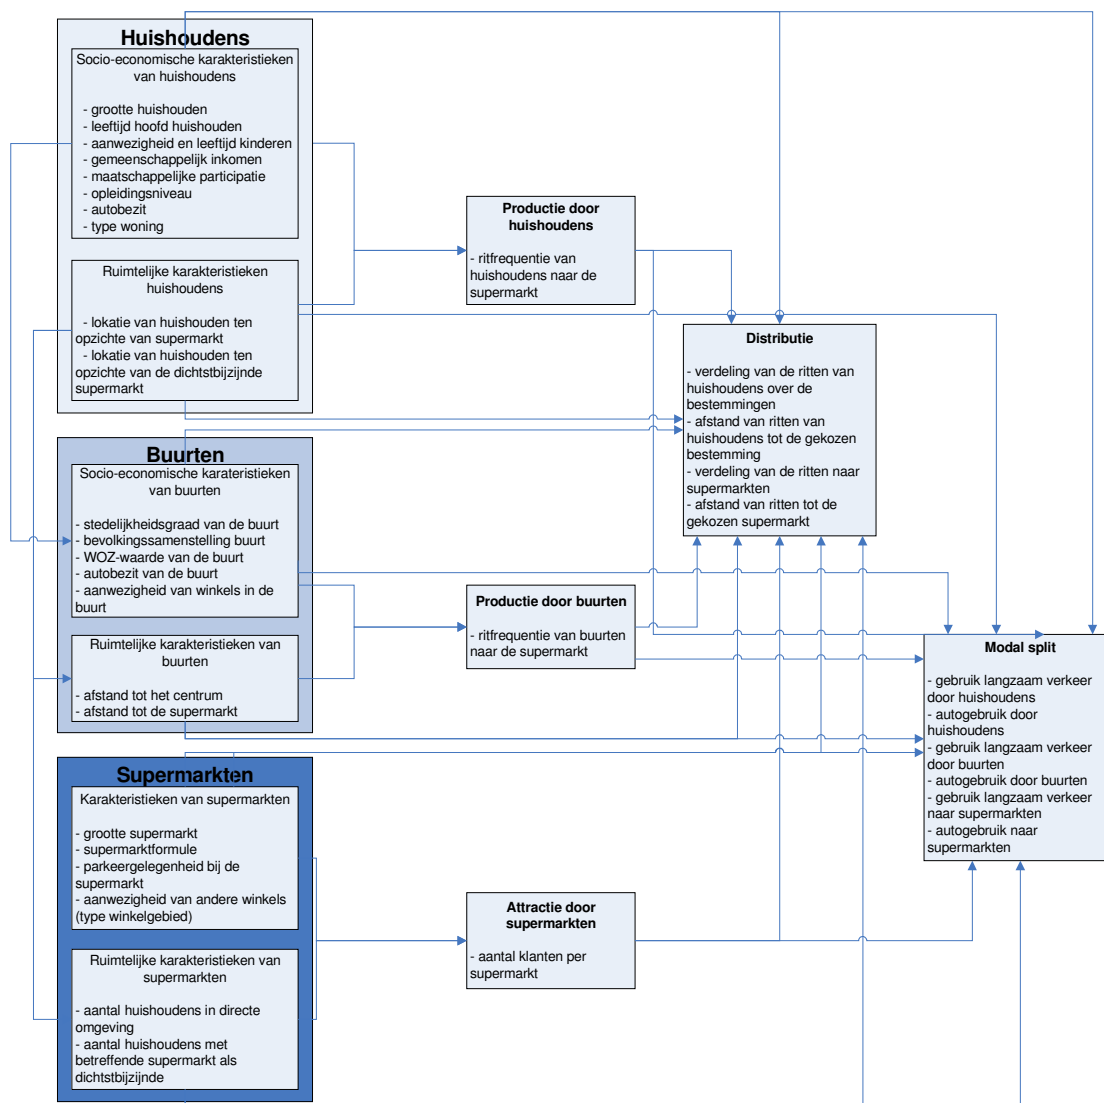 Huishoudens
Socio-economische karakteristieken
van huishoudens
- grootte huishouden
- leeftijd hoofd huishouden
- aanwezigheid en leeftijd kinderen
- gemeenschappelijk inkomen
- maatschappelijke participatie
- opleidingsniveau
- autobezit
- type woning
Ruimtelijke karakteristieken
huishoudens
- lokatie van huishouden ten
opzichte van supermarkt
- lokatie van huishouden ten
opzichte van de dichtstbijzijnde
supermarkt
Productie door
huishoudens
- ritfrequentie van
huishoudens naar de
supermarkt
Distributie
- verdeling van de ritten van
huishoudens over de
bestemmingen
- afstand van ritten van
huishoudens tot de gekozen
bestemming
- verdeling van de ritten naar
supermarkten
- afstand van ritten tot de
gekozen supermarkt
Buurten
Socio-economische karateristieken
van buurten
- stedelijkheidsgraad van de buurt
- bevolkingssamenstelling buurt
- WOZ-waarde van de buurt
- autobezit van de buurt
- aanwezigheid van winkels in de
buurt
Ruimtelijke karakteristieken van
buurten
- afstand tot het centrum
- afstand tot de supermarkt
Productie door buurten
- ritfrequentie van buurten
naar de supermarkt
Modal split
- gebruik langzaam verkeer
door huishoudens
- autogebruik door
huishoudens
- gebruik langzaam verkeer
door buurten
- autogebruik door buurten
- gebruik langzaam verkeer
naar supermarkten
- autogebruik naar
supermarkten
Supermarkten
Karakteristieken van supermarkten
- grootte supermarkt
- supermarktformule
- parkeergelegenheid bij de
supermarkt
- aanwezigheid van andere winkels
(type winkelgebied)
Ruimtelijke karakteristieken van
supermarkten
- aantal huishoudens in directe
omgeving
- aantal huishoudens met
betreffende supermarkt als
dichtstbijzijnde
Attractie door
supermarkten
- aantal klanten per
supermarkt